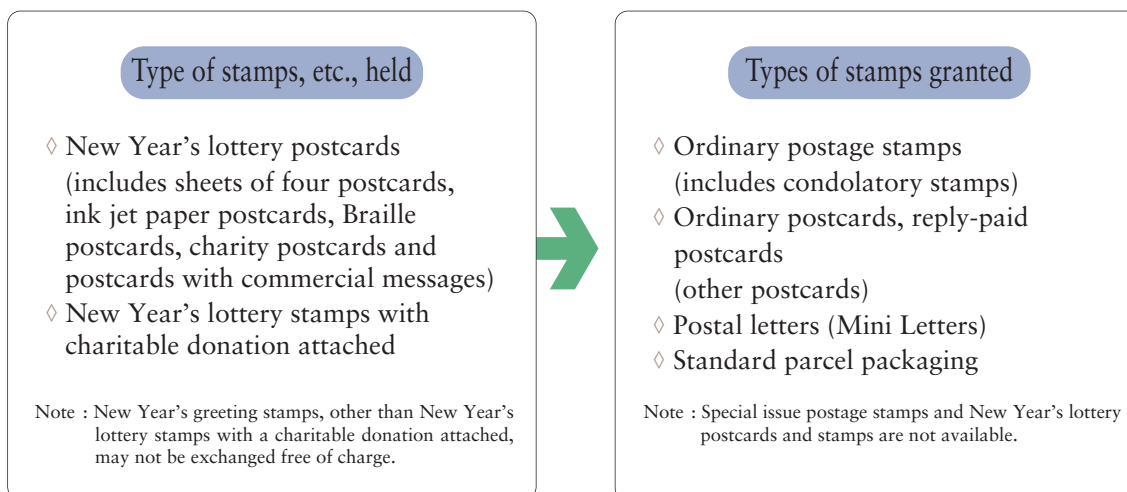 Type of stamps, etc., held
◊ New Year’s lottery postcards
(includes sheets of four postcards,
ink jet paper postcards, Braille
postcards, charity postcards and
postcards with commercial messages)
◊ New Year’s lottery stamps with
charitable donation attached
Note : New Year’s greeting stamps, other than New Year’s
lottery stamps with a charitable donation attached,
may not be exchanged free of charge.
Types of stamps granted
◊ Ordinary postage stamps
(includes condolatory stamps)
◊ Ordinary postcards, reply-paid
postcards
(other postcards)
◊ Postal letters (Mini Letters)
◊ Standard parcel packaging
Note : Special issue postage stamps and New Year’s lottery
postcards and stamps are not available.